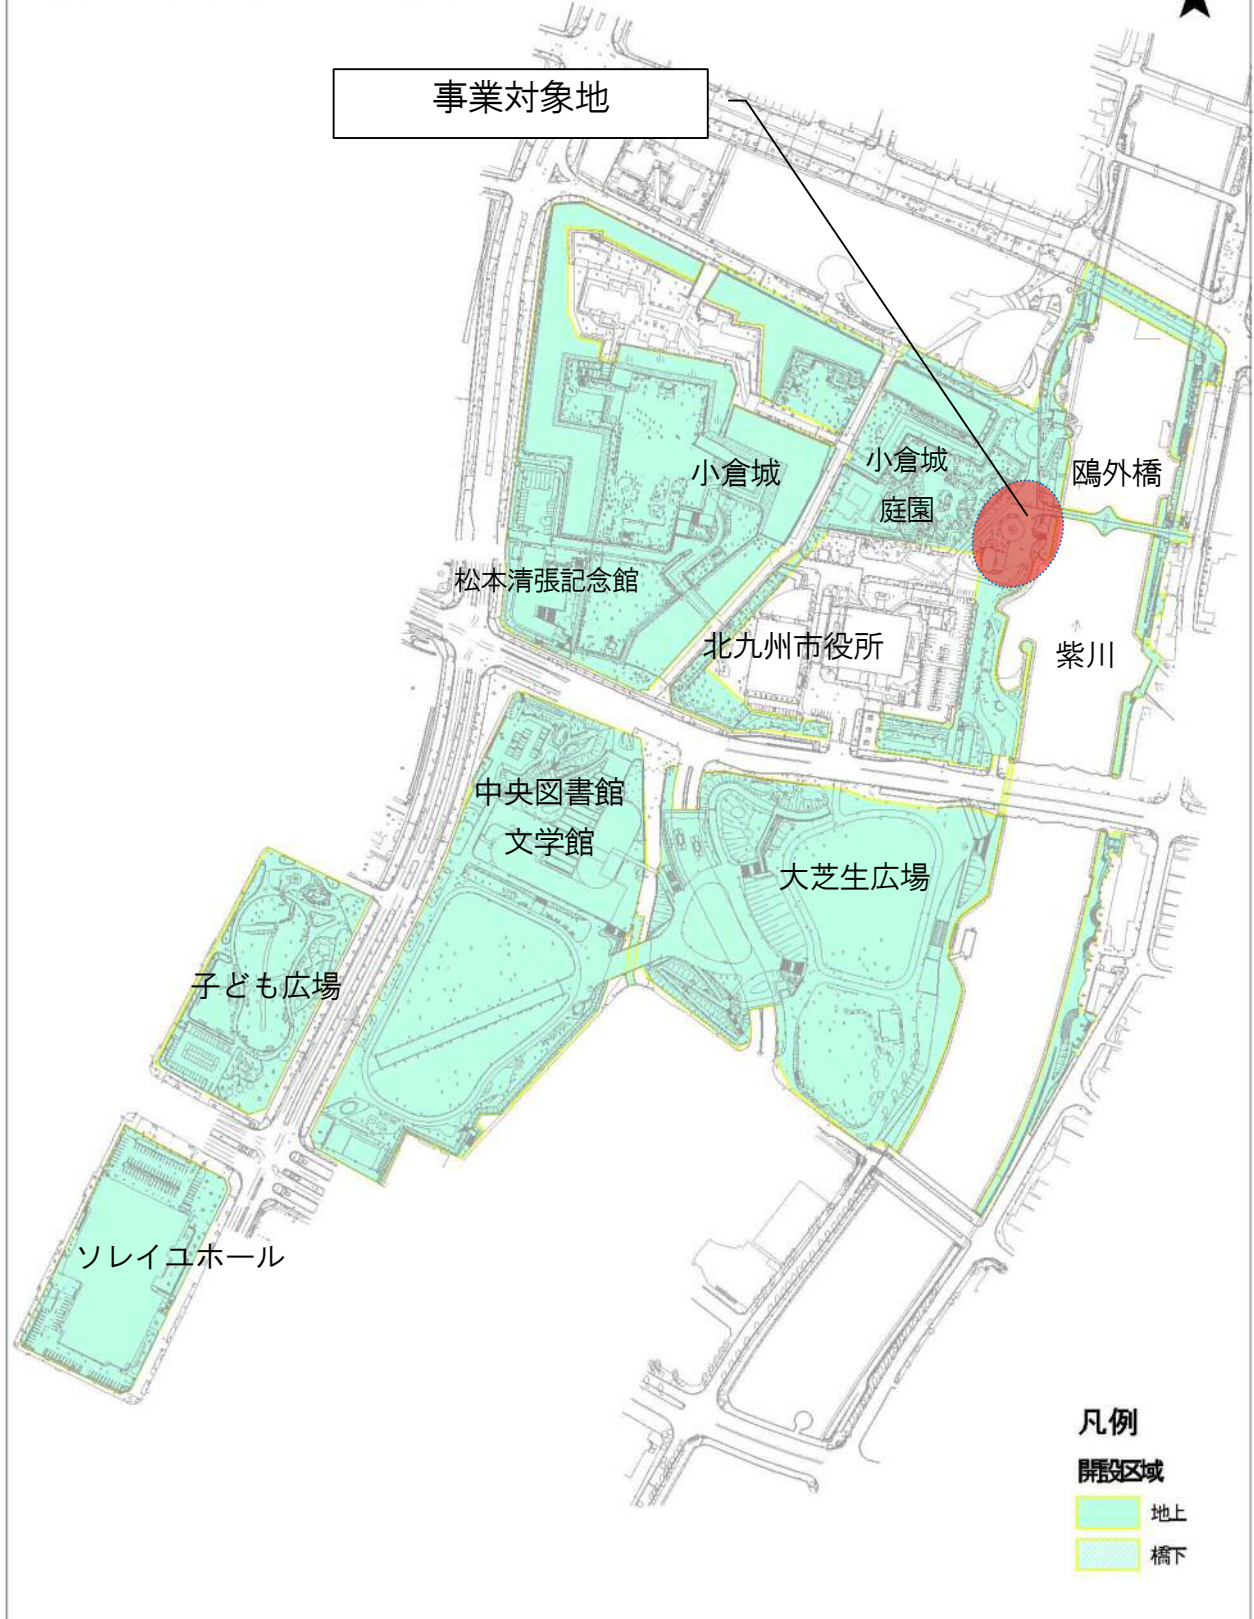 事業対象地
小倉城
小倉城
庭園
鴎外橋
松本清張記念館
北九州市役所
紫川
中央図書館
文学館
大芝生広場
子ども広場
ソレイユホール
凡例
開設区域
地上
橋下